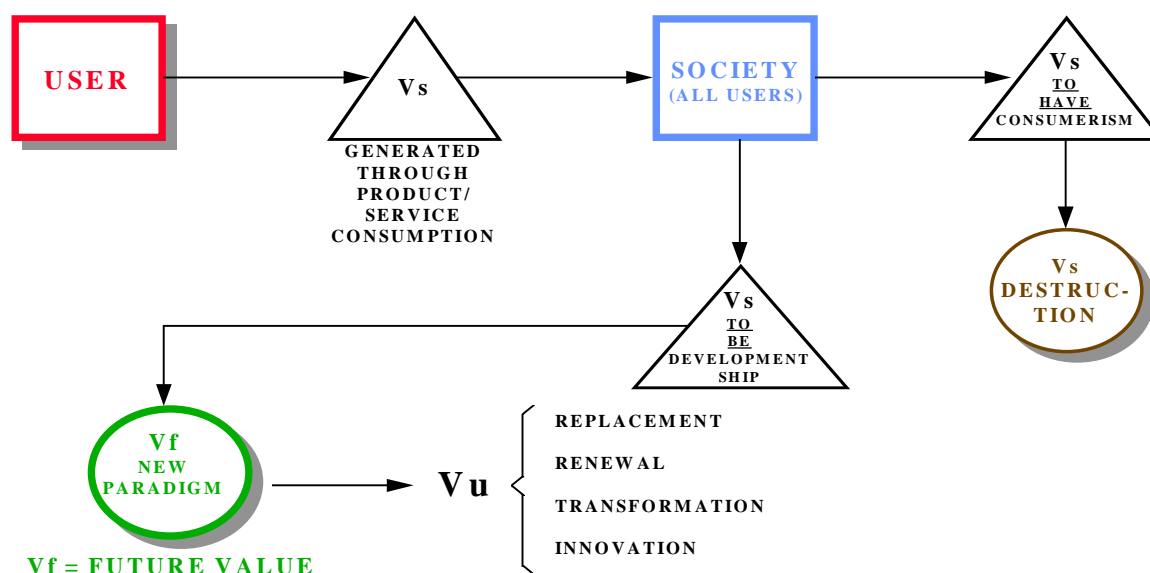 USER
Vs
GENERATED
THROUGH
PRODUCT/
SERVICE
CONSUMPTION
SOCIETY
(ALL USERS)
Vs
TO
HAVE
CONSUMERISM
Vs
DESTRUC-
TION
Vs
TO
BE
DEVELOPMENT
SHIP
Vf
NEW
PARADIGM
Vf = FUTURE VALUE
Vu
REPLACEMENT
RENEWAL
TRANSFORMATION
INNOVATION